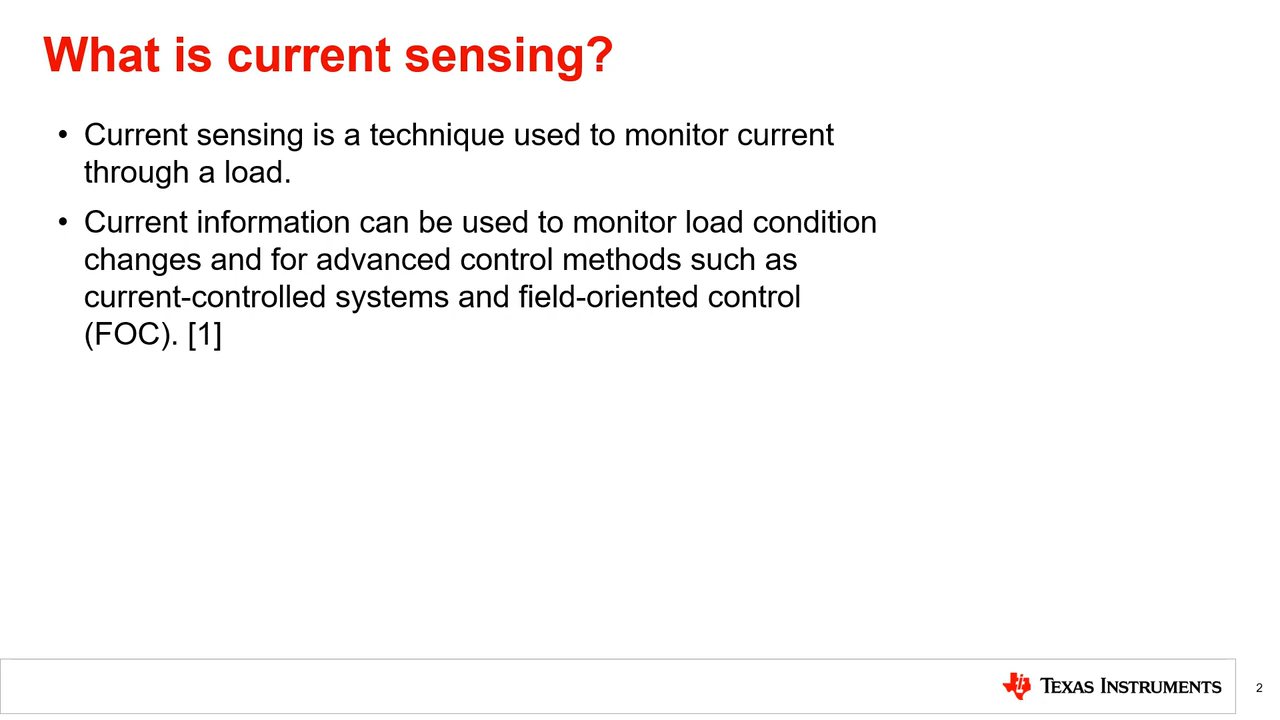 What is current sensing?
• Current sensing is a technique used to monitor current
through a load.
• Current information can be used to monitor load condition
changes and for advanced control methods such as
current-controlled systems and field-oriented control
(FOC). [1]
TEXAS INSTRUMENTS
2